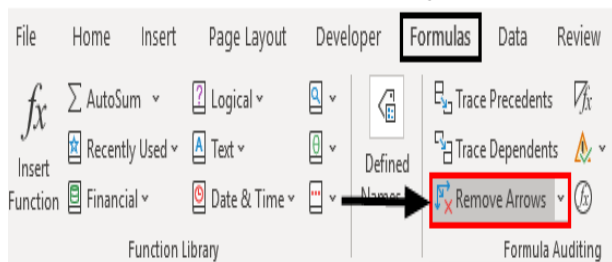 File Home Insert Page Layout Developer Formulas Data Review
AutoSum Logical Trace Precedents
Recently Used Text Trace Dependents
Insert Function
Financial Date & Time
Defined Names
Remove Arrows
Function Library Formula Auditing